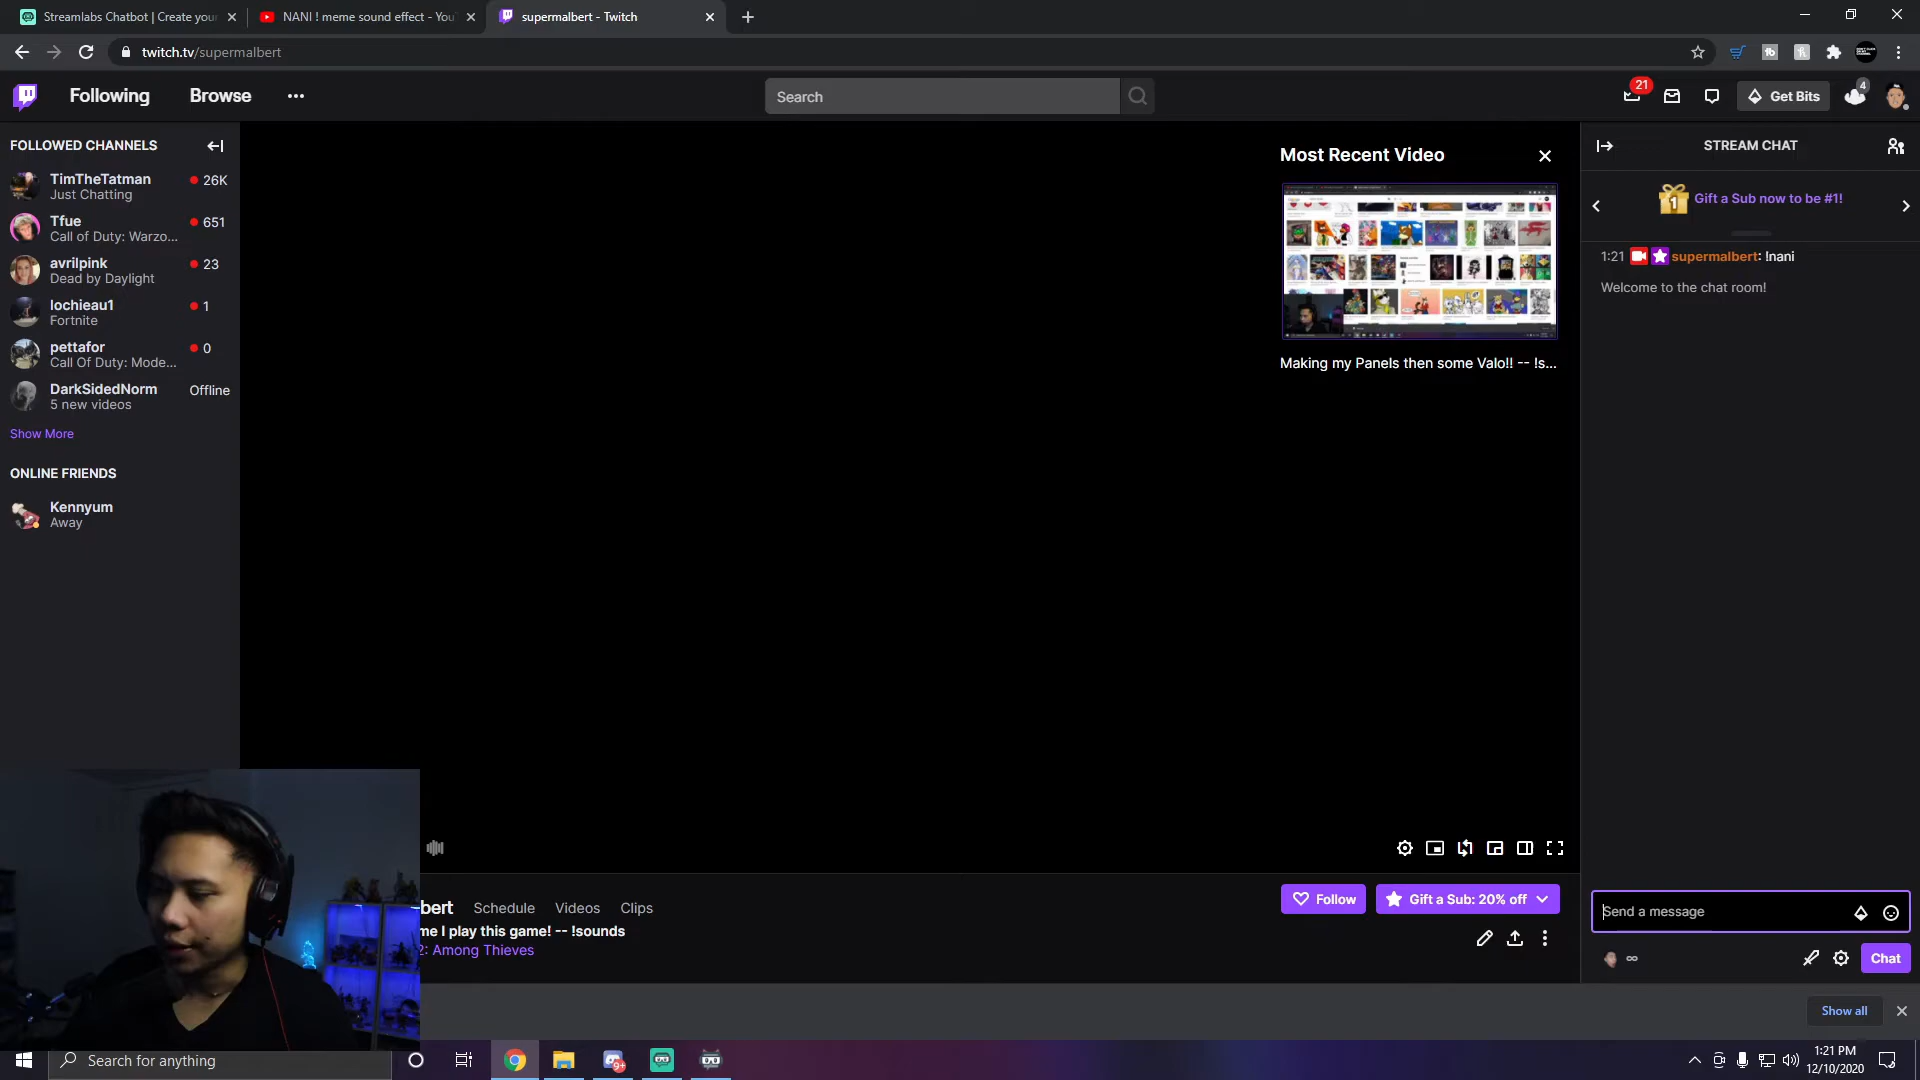 Streamlabs Chatbot | Create your
NANI ! meme sound effect - You
supermalbert - Twitch
twitch.tv/supermalbert
Following
Browse
Search
21
Get Bits
4
FOLLOWED CHANNELS
TimTheTatman
26K
Just Chatting
Tfue
651
Call of Duty: Warzo...
avrilpink
23
Dead by Daylight
lochieau1
1
Fortnite
pettafor
0
Call Of Duty: Mode...
DarkSidedNorm
Offline
5 new videos
Show More
ONLINE FRIENDS
Kennyum
Away
Most Recent Video
Making my Panels then some Valo!! -- !s...
STREAM CHAT
1
Gift a Sub now to be #1!
1:21 supermalbert: !nani
Welcome to the chat room!
bert
Schedule
Videos
Clips
me I play this game! -- !sounds
2: Among Thieves
Follow
Gift a Sub: 20% off
Send a message
Chat
Show all
Search for anything
9+
1:21 PM
12/10/2020